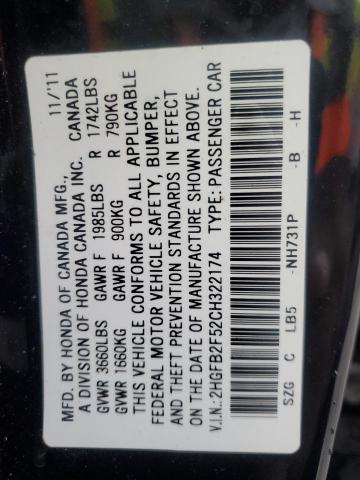 MFD. BY HONDA OF CANADA MFG., 11/'11
A DIVISION OF HONDA CANADA INC. CANADA
GVWR 3660LBS GAWR F 1985LBS R 1742LBS
GVWR 1660KG GAWR F 900KG R 790KG
THIS VEHICLE CONFORMS TO ALL APPLICABLE
FEDERAL MOTOR VEHICLE SAFETY, BUMPER,
AND THEFT PREVENTION STANDARDS IN EFFECT
ON THE DATE OF MANUFACTURE SHOWN ABOVE.
V.I.N.:2HGFB2F52CH322174 TYPE:PASSENGER CAR
SZG C LB5 -NH731P -B -H